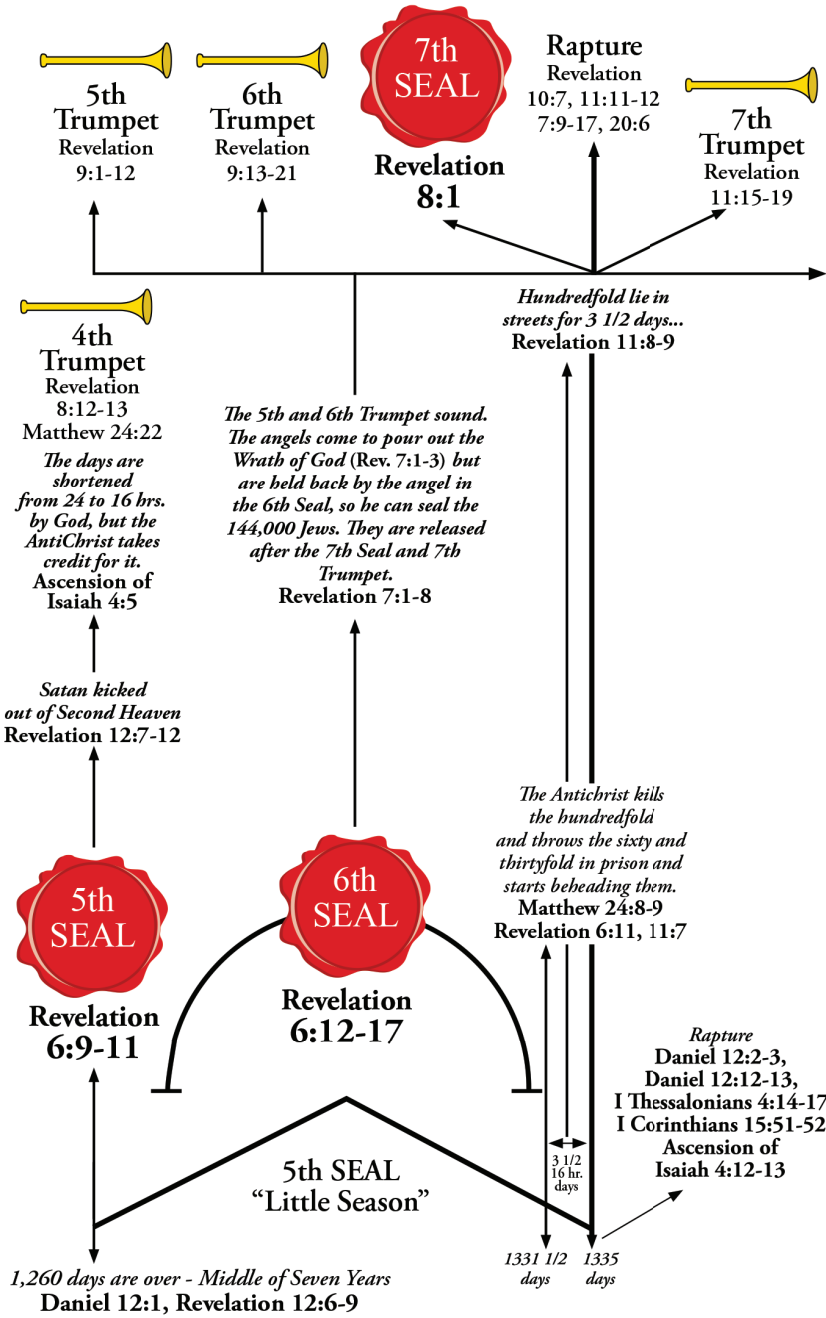 5th
Trumpet
Revelation
9:1-12
6th
Trumpet
Revelation
9:13-21
7th
SEAL
Revelation
8:1
Rapture
Revelation
10:7, 11:11-12
7:9-17, 20:6
7th
Trumpet
Revelation
11:15-19
4th
Trumpet
Revelation
8:12-13
Matthew 24:22
The days are
shortened
from 24 to 16 hrs.
by God, but the
AntiChrist takes
credit for it.
Ascension of
Isaiah 4:5
The 5th and 6th Trumpet sound.
The angels come to pour out the
Wrath of God (Rev. 7:1-3) but
are held back by the angel in
the 6th Seal, so he can seal the
144,000 Jews. They are released
after the 7th Seal and 7th
Trumpet.
Revelation 7:1-8
Hundredfold lie in
streets for 3 1/2 days...
Revelation 11:8-9
Satan kicked
out of Second Heaven
Revelation 12:7-12
The Antichrist kills
the hundredfold
and throws the sixty and
thirtyfold in prison and
starts beheading them.
Matthew 24:8-9
Revelation 6:11, 11:7
5th
SEAL
Revelation
6:9-11
6th
SEAL
Revelation
6:12-17
Rapture
Daniel 12:2-3,
Daniel 12:12-13,
I Thessalonians 4:14-17
I Corinthians 15:51-52
Ascension of
Isaiah 4:12-13
5th SEAL
“Little Season”
3 1/2
16 hr.
days
1331 1/2
days
1335
days
1,260 days are over - Middle of Seven Years
Daniel 12:1, Revelation 12:6-9